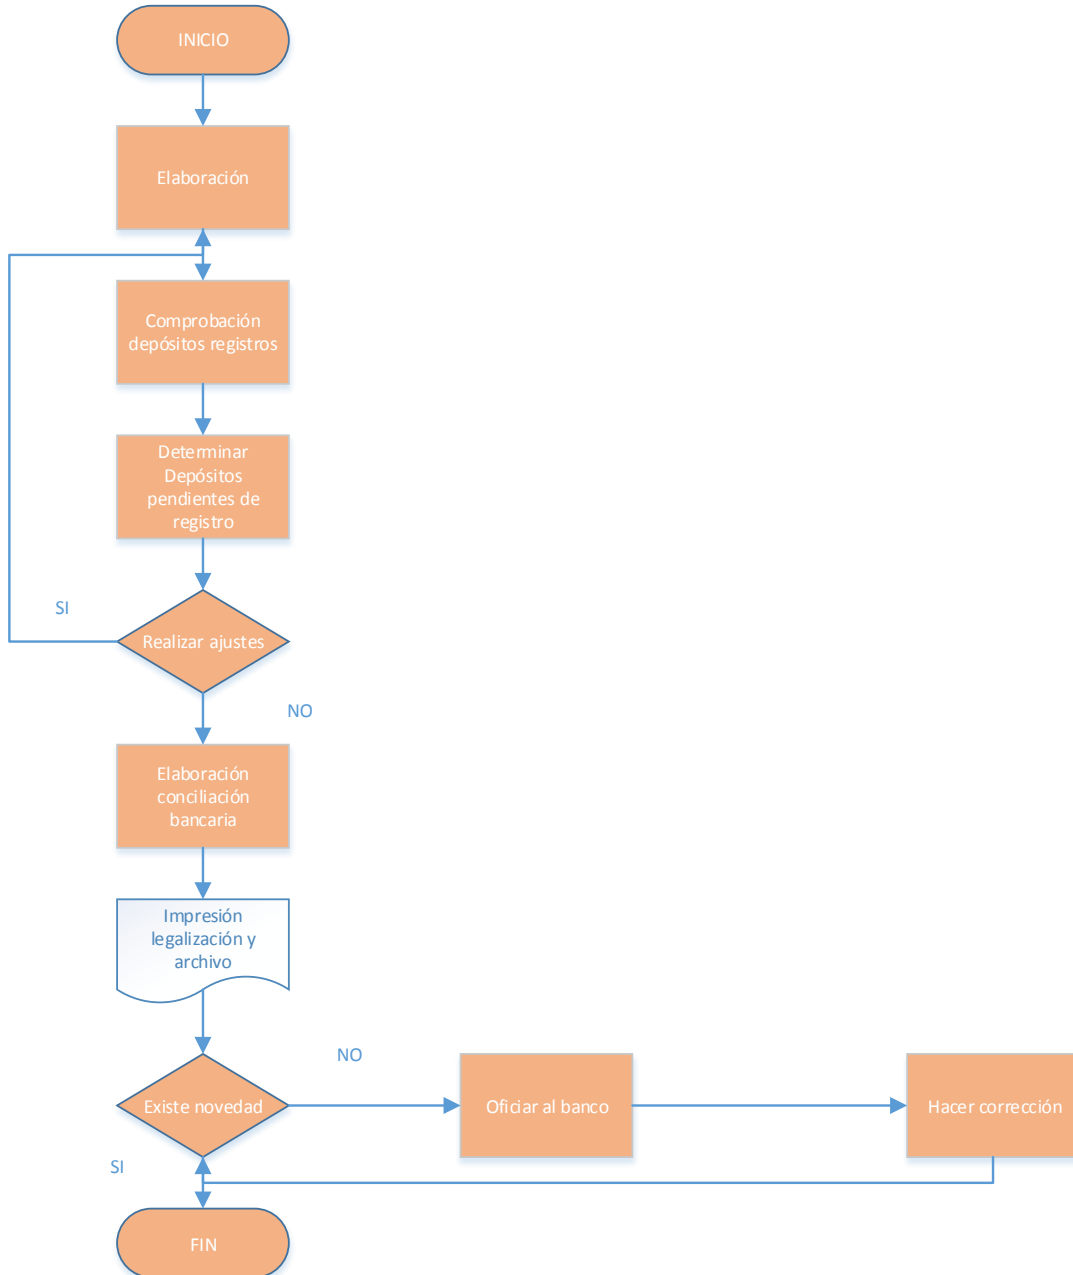 INICIO
Elaboración
Comprobación
depósitos registros
Determinar
Depósitos
pendientes de
registro
SI
Realizar ajustes
NO
Elaboración
conciliación
bancaria
Impresión
legalización y
archivo
NO
Existe novedad
Oficiar al banco
Hacer corrección
SI
FIN